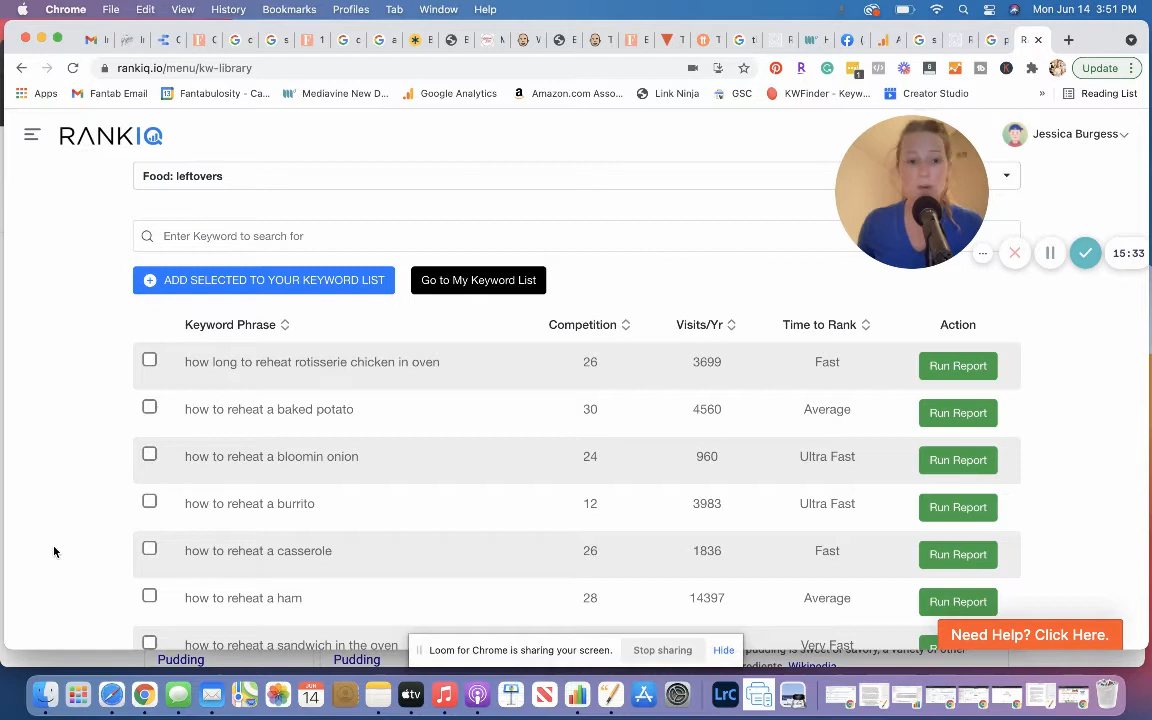 Chrome File Edit View History Bookmarks Profiles Tab Window Help Mon Jun 14 3:51 PM
rankiq.io/menu/kw-library Update
Apps Fantab Email Fantabulosity - Ca... Mediavine New D... Google Analytics Amazon.com Asso... Link Ninja GSC KWFinder - Keyw... Creator Studio » Reading List
RANKIQ Jessica Burgess
Food: leftovers
Enter Keyword to search for
15:33
ADD SELECTED TO YOUR KEYWORD LIST Go to My Keyword List
Keyword Phrase Competition Visits/Yr Time to Rank Action
how long to reheat rotisserie chicken in oven 26 3699 Fast Run Report
how to reheat a baked potato 30 4560 Average Run Report
how to reheat a bloomin onion 24 960 Ultra Fast Run Report
how to reheat a burrito 12 3983 Ultra Fast Run Report
how to reheat a casserole 26 1836 Fast Run Report
how to reheat a ham 28 14397 Average Run Report
Need Help? Click Here.
how to reheat a sandwich in the oven Very Fast
Loom for Chrome is sharing your screen. Stop sharing Hide
Pudding Pudding
Wikipedia
JUN
14
tv
LrC